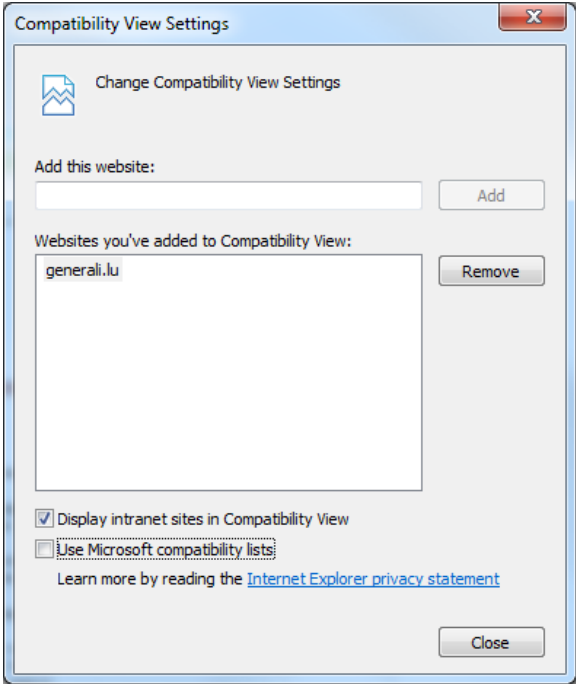 Compatibility View Settings
Change Compatibility View Settings
Add this website:
Add
Websites you've added to Compatibility View:
generali.lu
Remove
Display intranet sites in Compatibility View
Use Microsoft compatibility lists
Learn more by reading the Internet Explorer privacy statement
Close